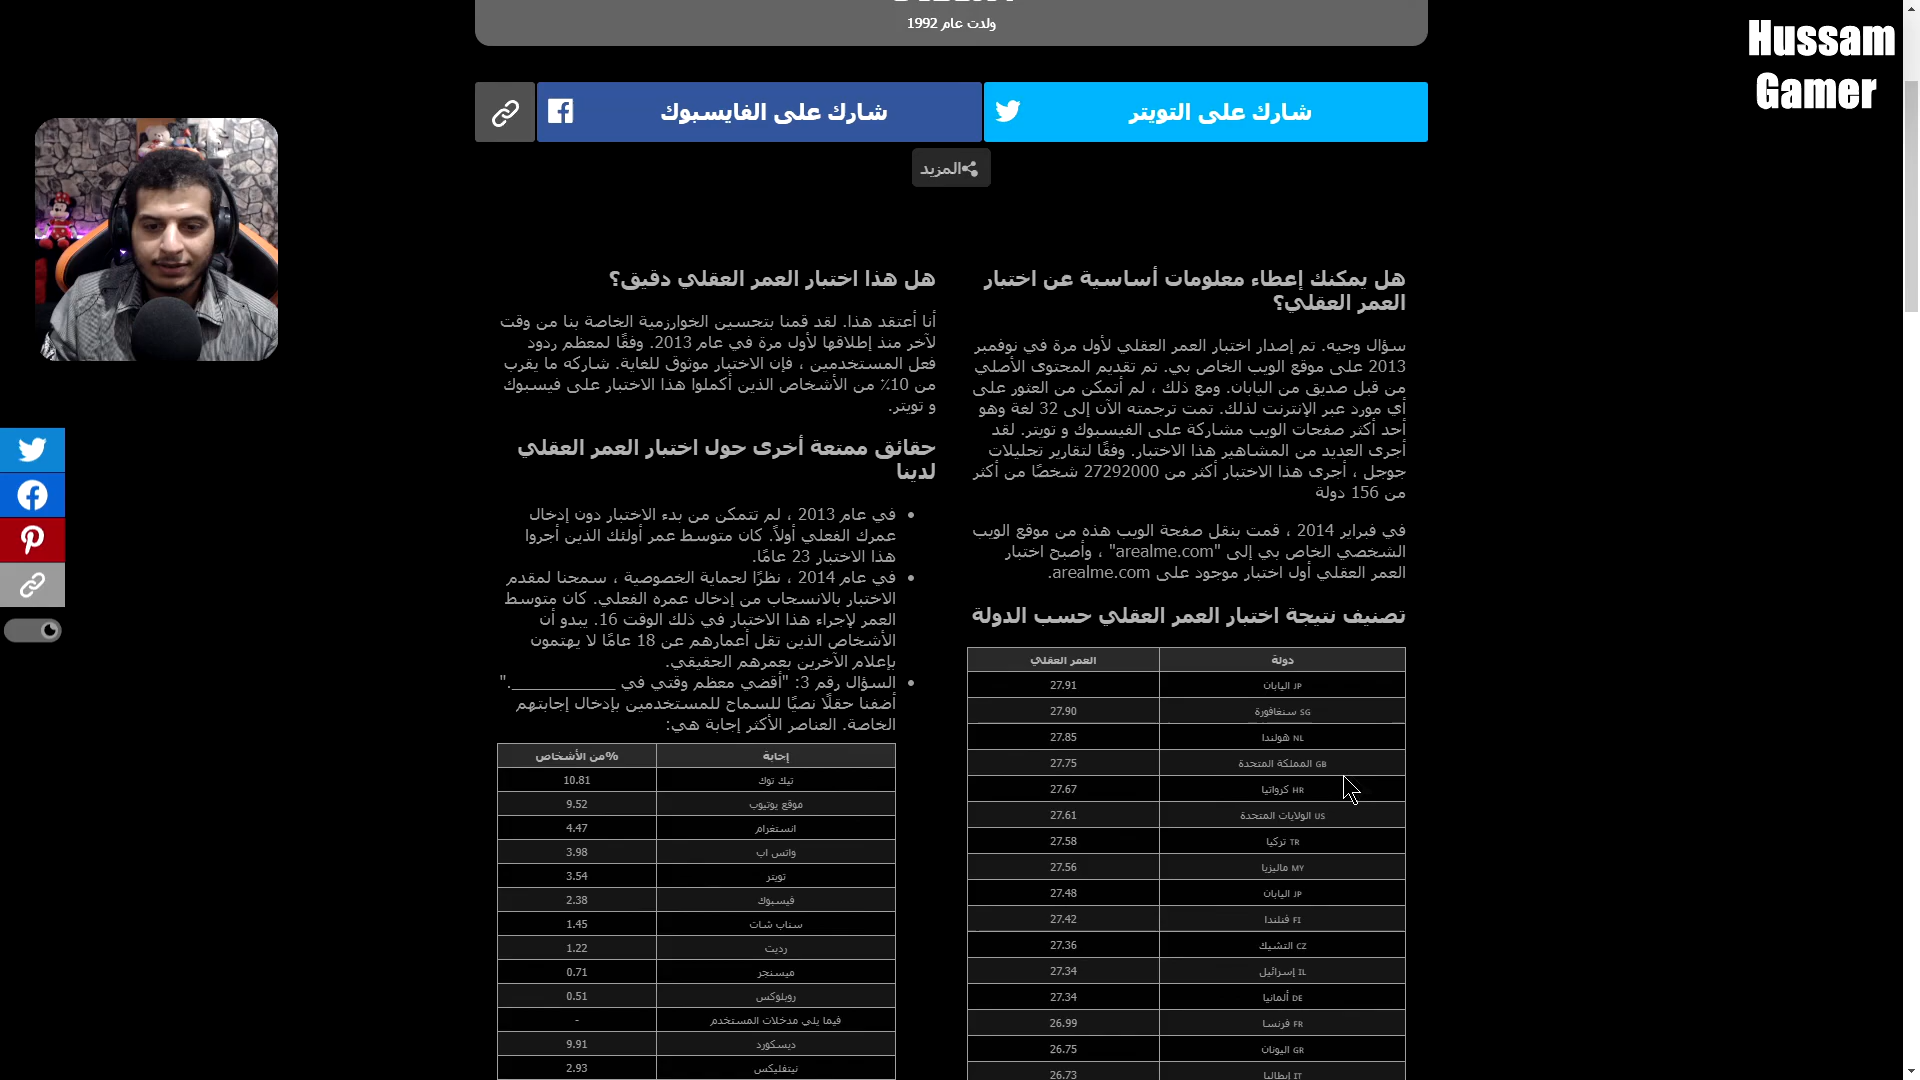 ولدت عام 1992
Hussam
Gamer
شارك على التويتر
شارك على الفايسبوك
المزيد
هل يمكنك إعطاء معلومات أساسية عن اختبار
العمر العقلي؟
سؤال وجيه. تم إصدار اختبار العمر العقلي لأول مرة في نوفمبر
2013 على موقع الويب الخاص بي. تم تقديم المحتوى الأصلي
من قبل صديق من اليابان. ومع ذلك ، لم أتمكن من العثور على
أي مورد عبر الإنترنت لذلك. تمت ترجمته الآن إلى 32 لغة وهو
أحد أكثر صفحات الويب مشاركة على الفيسبوك و تويتر. لقد
أجرى العديد من المشاهير هذا الاختبار. وفقًا لتقارير تحليلات
جوجل ، أجرى هذا الاختبار أكثر من 27292000 شخصًا من أكثر
من 156 دولة
في فبراير 2014 ، قمت بنقل صفحة الويب هذه من موقع الويب
الشخصي الخاص بي إلى "arealme.com" ، وأصبح اختبار
العمر العقلي أول اختبار موجود على arealme.com.
تصنيف نتيجة اختبار العمر العقلي حسب الدولة
دولة العمر العقلي
JP اليابان 27.91
SG سنغافورة 27.90
NL هولندا 27.85
GB المملكة المتحدة 27.75
HR كرواتيا 27.67
US الولايات المتحدة 27.61
TR تركيا 27.58
MY ماليزيا 27.56
JP اليابان 27.48
FI فنلندا 27.42
CZ التشيك 27.36
IL إسرائيل 27.34
DE ألمانيا 27.34
FR فرنسا 26.99
GR اليونان 26.75
IT إيطاليا 26.73
هل هذا اختبار العمر العقلي دقيق؟
أنا أعتقد هذا. لقد قمنا بتحسين الخوارزمية الخاصة بنا من وقت
لآخر منذ إطلاقها لأول مرة في عام 2013. وفقًا لمعظم ردود
فعل المستخدمين ، فإن الاختبار موثوق للغاية. شاركه ما يقرب
من 10٪ من الأشخاص الذين أكملوا هذا الاختبار على فيسبوك
و تويتر.
حقائق ممتعة أخرى حول اختبار العمر العقلي
لدينا
في عام 2013 ، لم تتمكن من بدء الاختبار دون إدخال
عمرك الفعلي أولاً. كان متوسط عمر أولئك الذين أجروا
هذا الاختبار 23 عامًا.
في عام 2014 ، نظرًا لحماية الخصوصية ، سمحنا لمقدم
الاختبار بالانسحاب من إدخال عمره الفعلي. كان متوسط
العمر لإجراء هذا الاختبار في ذلك الوقت 16. يبدو أن
الأشخاص الذين تقل أعمارهم عن 18 عامًا لا يهتمون
بإعلام الآخرين بعمرهم الحقيقي.
السؤال رقم 3: "أقضي معظم وقتي في ___________."
أضفنا حقلًا نصيًا للسماح للمستخدمين بإدخال إجابتهم
الخاصة. العناصر الأكثر إجابة هي:
إجابة %من الأشخاص
تيك توك 10.81
موقع يوتيوب 9.52
انستغرام 4.47
واتس اب 3.98
تويتر 3.54
فيسبوك 2.38
سناب شات 1.45
رديت 1.22
ميسنجر 0.71
روبلوكس 0.51
فيما يلي مدخلات المستخدم -
ديسكورد 9.91
نيتفليكس 2.93